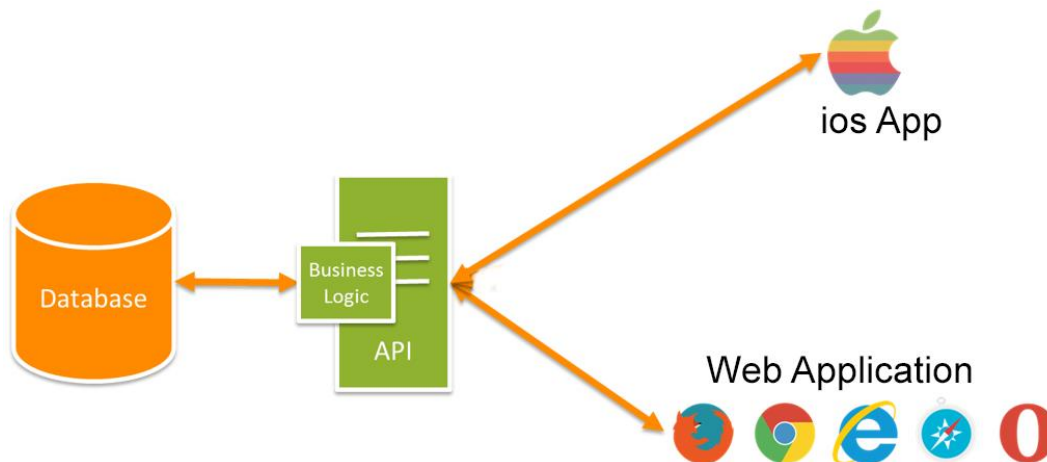 ios App
Database
Business
Logic
API
Web Application